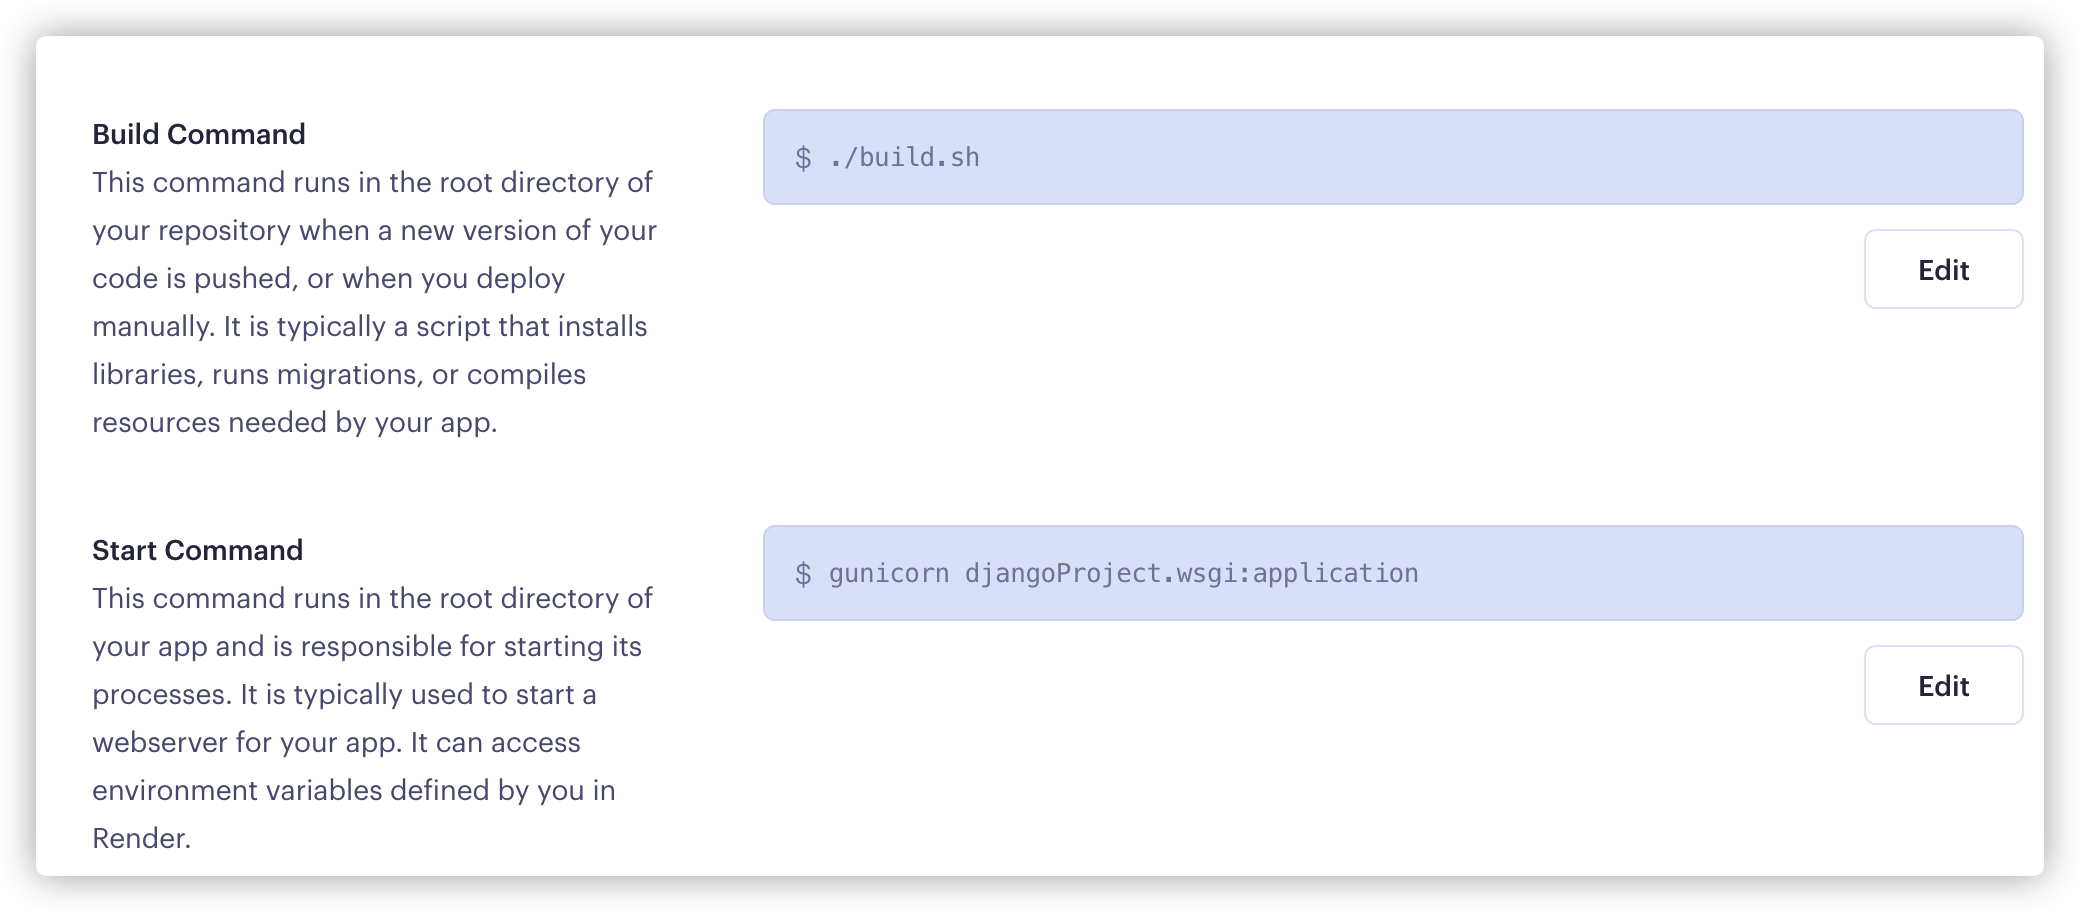 Build Command
This command runs in the root directory of
your repository when a new version of your
code is pushed, or when you deploy
manually. It is typically a script that installs
libraries, runs migrations, or compiles
resources needed by your app.
$ ./build.sh
Edit
Start Command
This command runs in the root directory of
your app and is responsible for starting its
processes. It is typically used to start a
webserver for your app. It can access
environment variables defined by you in
Render.
$ gunicorn djangoProject.wsgi:application
Edit